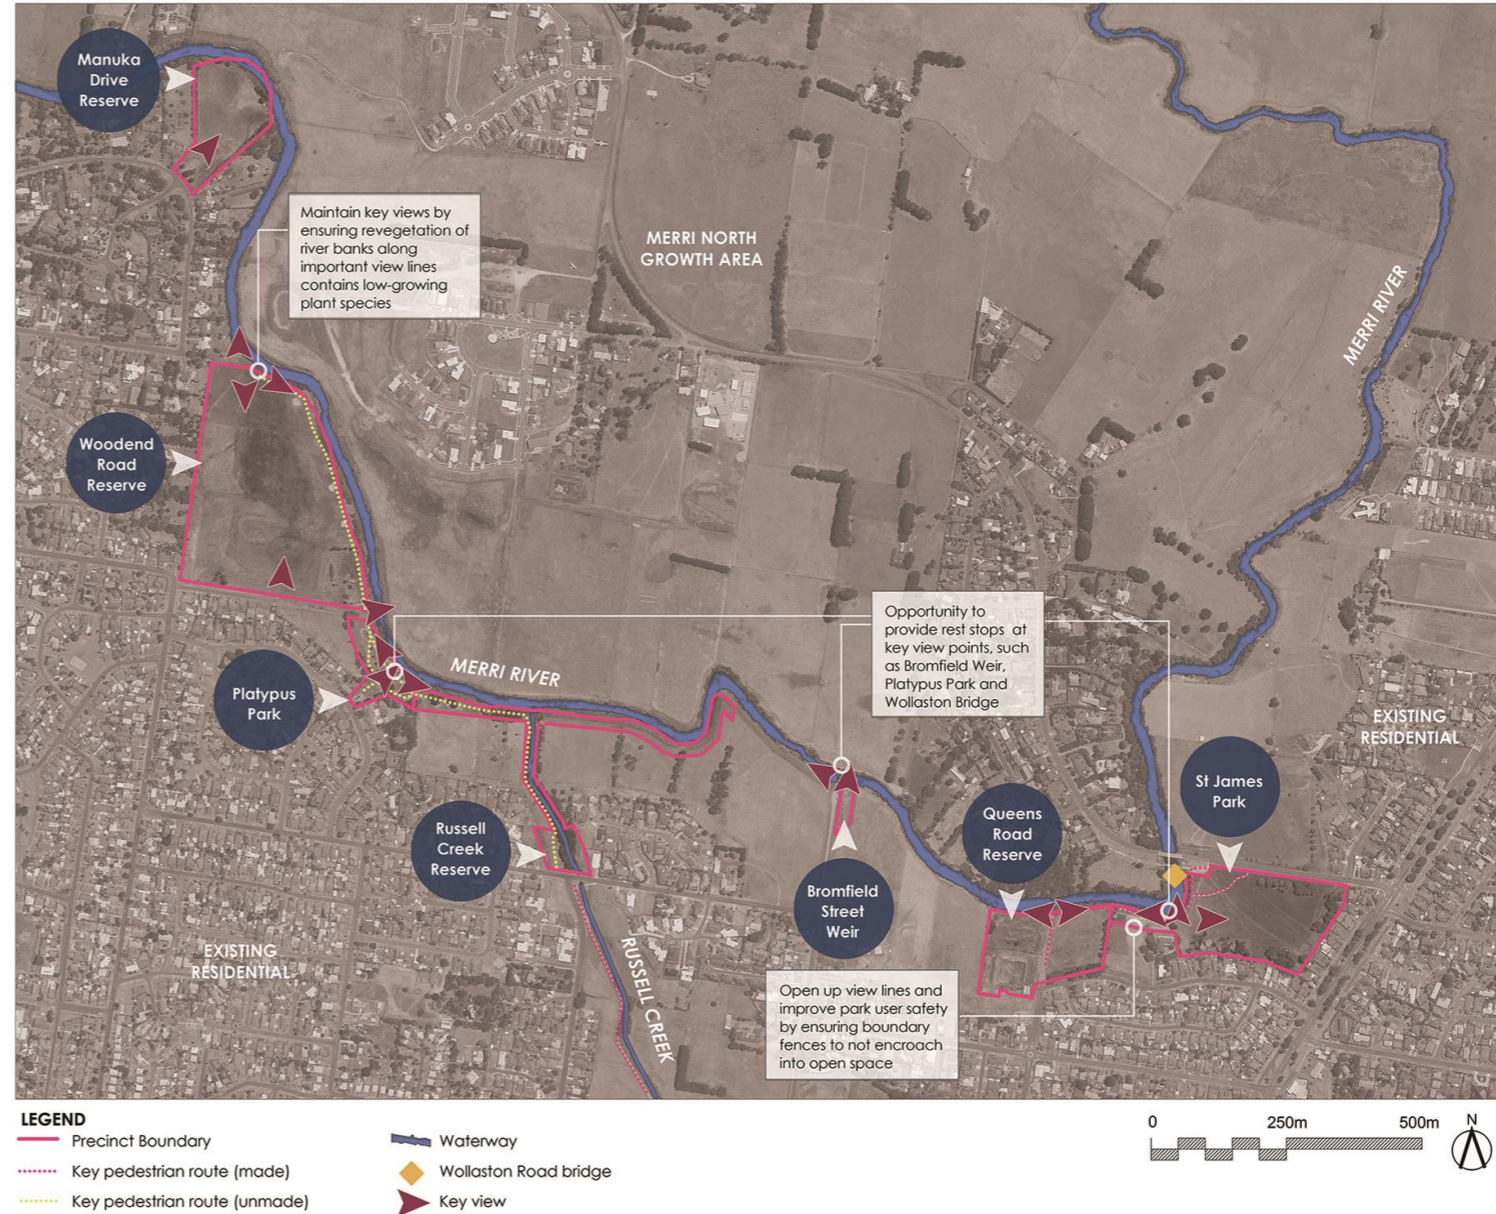 Manuka
Drive
Reserve
Maintain key views by
ensuring revegetation of
river banks along
important view lines
contains low-growing
plant species
MERRI NORTH
GROWTH AREA
MERRI RIVER
Woodend
Road
Reserve
Opportunity to
provide rest stops at
key view points, such
as Bromfield Weir,
Platypus Park and
Wollaston Bridge
MERRI RIVER
Platypus
Park
EXISTING
RESIDENTIAL
St James
Park
Queens
Road
Reserve
Russell
Creek
Reserve
Bromfield
Street
Weir
EXISTING
RESIDENTIAL
RUSSELL CREEK
Open up view lines and
improve park user safety
by ensuring boundary
fences to not encroach
into open space
LEGEND
Precinct Boundary
Key pedestrian route (made)
Key pedestrian route (unmade)
Waterway
Wollaston Road bridge
Key view
0 250m 500m
N